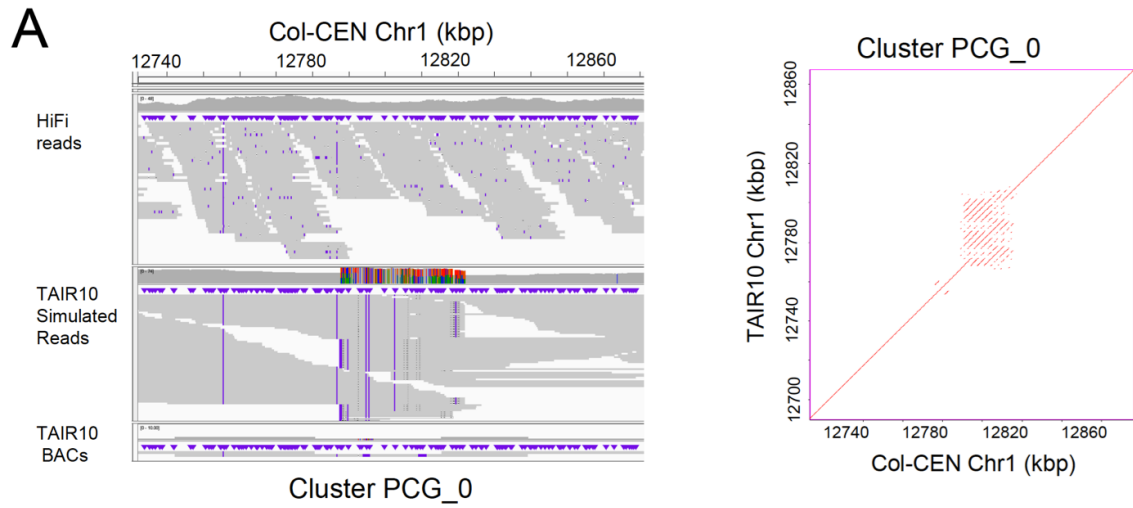 A
Col-CEN Chr1 (kbp)
12740 12780 12820 12860
HiFi
reads
TAIR10
Simulated
Reads
TAIR10
BACs
Cluster PCG_0
Cluster PCG_0
TAIR10 Chr1 (kbp)
12700 12740 12780 12820 12860
12740 12780 12820 12860
Col-CEN Chr1 (kbp)